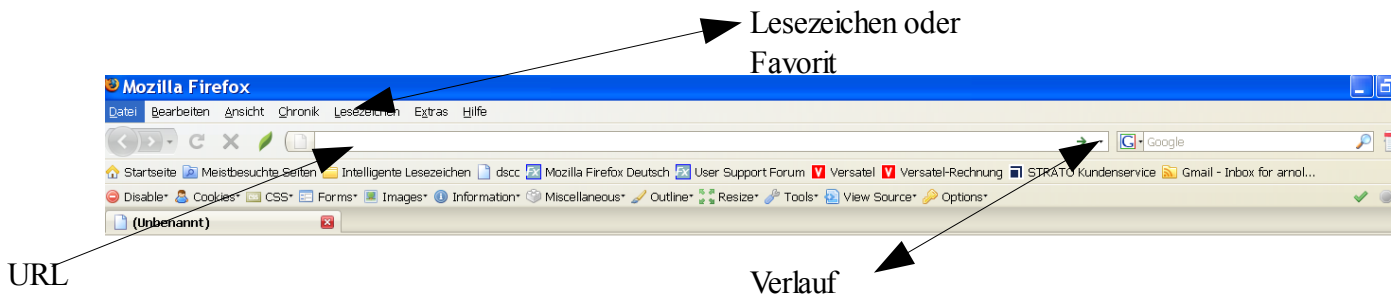 Lesezeichen oder
Favorit
Mozilla Firefox
Datei Bearbeiten Ansicht Chronik Lesezeichen Extras Hilfe
G Google
Startseite Meistbesuchte Seiten Intelligente Lesezeichen dscc Mozilla Firefox Deutsch User Support Forum V Versatel V Versatel-Rechnung STRATO Kundenservice Gmail - Inbox for arnol...
Disable Cookies CSS Forms Images Information Miscellaneous Outline Resize Tools View Source Options
(Unbenannt)
URL
Verlauf